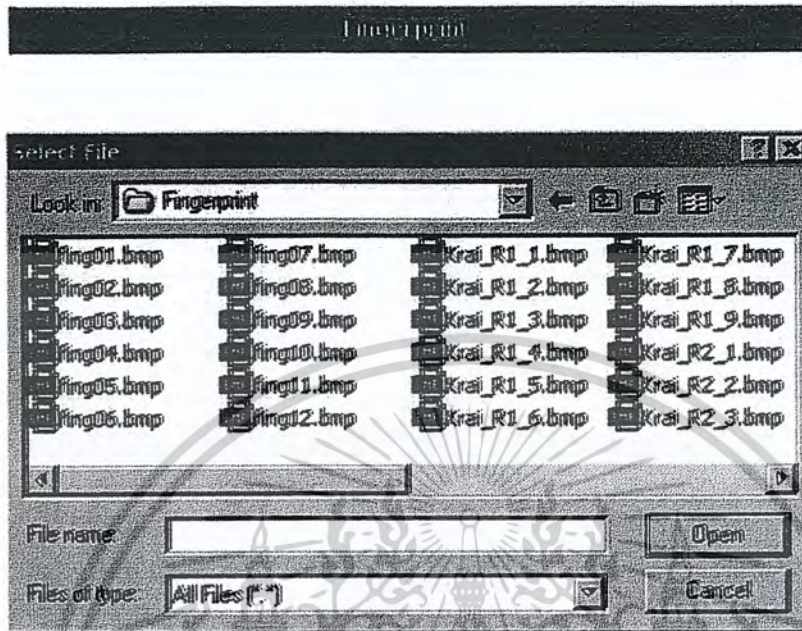 Fingerprint
Select File
Look in: Fingerprint
fing01.bmp fing07.bmp Krai_R1_1.bmp Krai_R1_7.bmp
fing02.bmp fing08.bmp Krai_R1_2.bmp Krai_R1_8.bmp
fing03.bmp fing09.bmp Krai_R1_3.bmp Krai_R1_9.bmp
fing04.bmp fing10.bmp Krai_R1_4.bmp Krai_R2_1.bmp
fing05.bmp fing11.bmp Krai_R1_5.bmp Krai_R2_2.bmp
fing06.bmp fing12.bmp Krai_R1_6.bmp Krai_R2_3.bmp
File name: Open
Files of type: All Files (*.*) Cancel